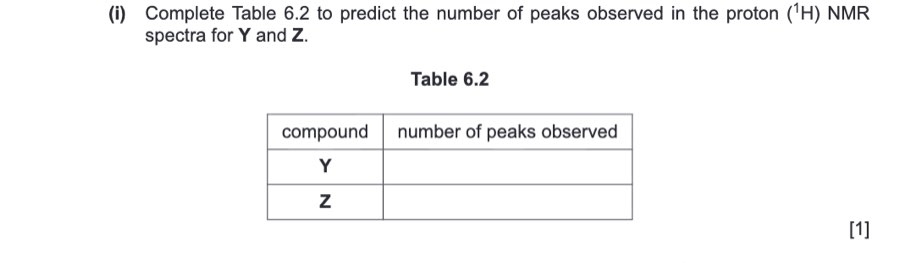 (i) Complete Table 6.2 to predict the number of peaks observed in the proton (¹H) NMR
spectra for Y and Z.
Table 6.2
compound number of peaks observed
Y
Z
[1]